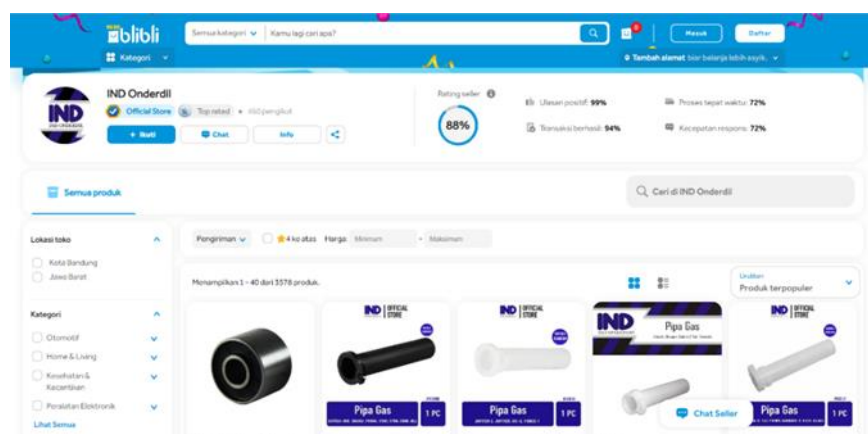 blibli
Semua kategori
Kamu lagi cari apa?
0
Masuk
Daftar
Kategori
Tambah alamat biar belanja lebih asyik.
IND Onderdil
Official Store
Top rated
pengikut
+ Ikuti
Chat
Info
Rating seller
88%
Ulasan positif: 99%
Transaksi berhasil: 94%
Proses tepat waktu: 72%
Kecepatan respons: 72%
IND
Semua produk
Cari di IND Onderdil
Lokasi toko
Kota Bandung
Jawa Barat
Kategori
Otomotif
Home & Living
Kesehatan & Kecantikan
Peralatan Elektronik
Lihat Semua
Pengiriman
4 ke atas
Harga
Minimum
-
Maksimum
Menampilkan 1 - 40 dari 3578 produk.
Urutkan
Produk terpopuler
IND | OFFICIAL STORE
Pipa Gas
1 PC
IND | OFFICIAL STORE
Pipa Gas
1 PC
IND
Pipa Gas
IND | OFFICIAL STORE
Pipa Gas
1 PC
Chat Seller